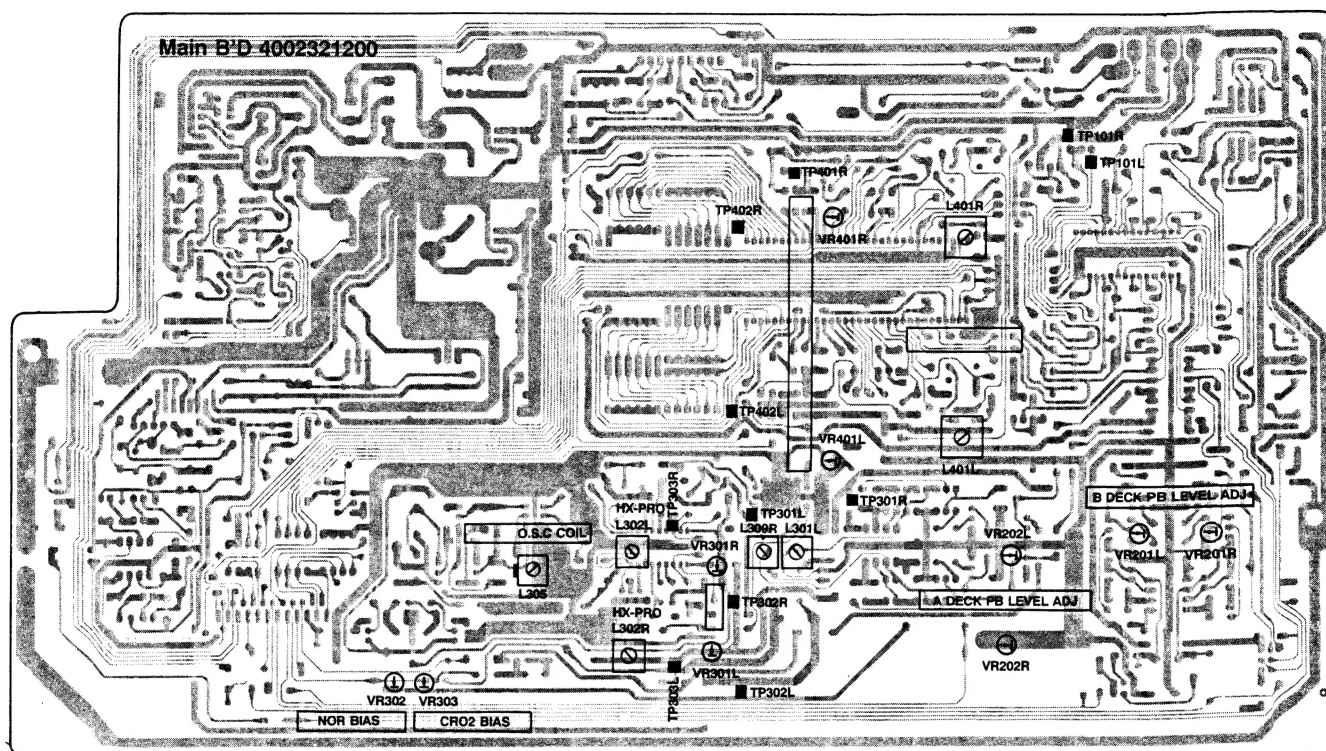 Main B'D 4002321200
TP101R
TP101L
TP401R
TP402R
L401R
VR401R
TP402L
VR401L
L401L
B DECK PB LEVEL ADJ
TP303R
TP301R
HX-PRO
TP301L
L302L
L309R
L301L
O.S.C COIL
VR301R
VR202L
VR201L
VR201R
L305
HX-PRO
TP302R
A DECK PB LEVEL ADJ
L302R
VR202R
VR301L
TP303L
TP302L
VR302
VR303
NOR BIAS
CRO2 BIAS